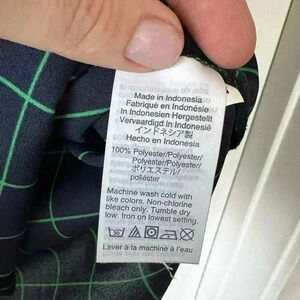 Made in Indonesia
Fabriqué en Indonésie
In Indonesien Hergestellt
Vervaardigd in Indonesië
インドネシア製
Hecho en Indonesia
100% Polyester/Polyester/
Polyester/Polyester/
ポリエステル/
poliéster
Machine wash cold with
like colors. Non-chlorine
bleach only. Tumble dry
low. Iron on lowest setting.
Laver à la machine à l'eau